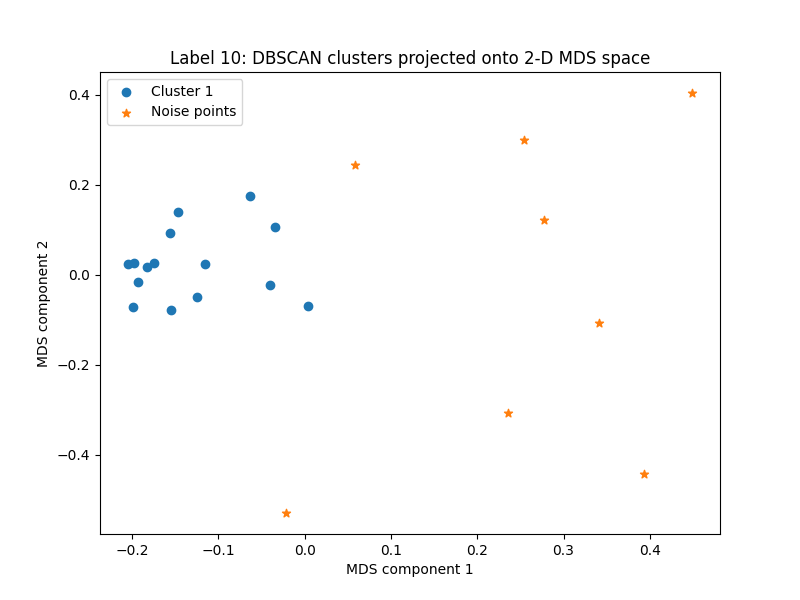 Label 10: DBSCAN clusters projected onto 2-D MDS space
Cluster 1
Noise points
0.4
0.2
0.0
−0.2
−0.4
MDS component 2
−0.2
−0.1
0.0
0.1
0.2
0.3
0.4
MDS component 1